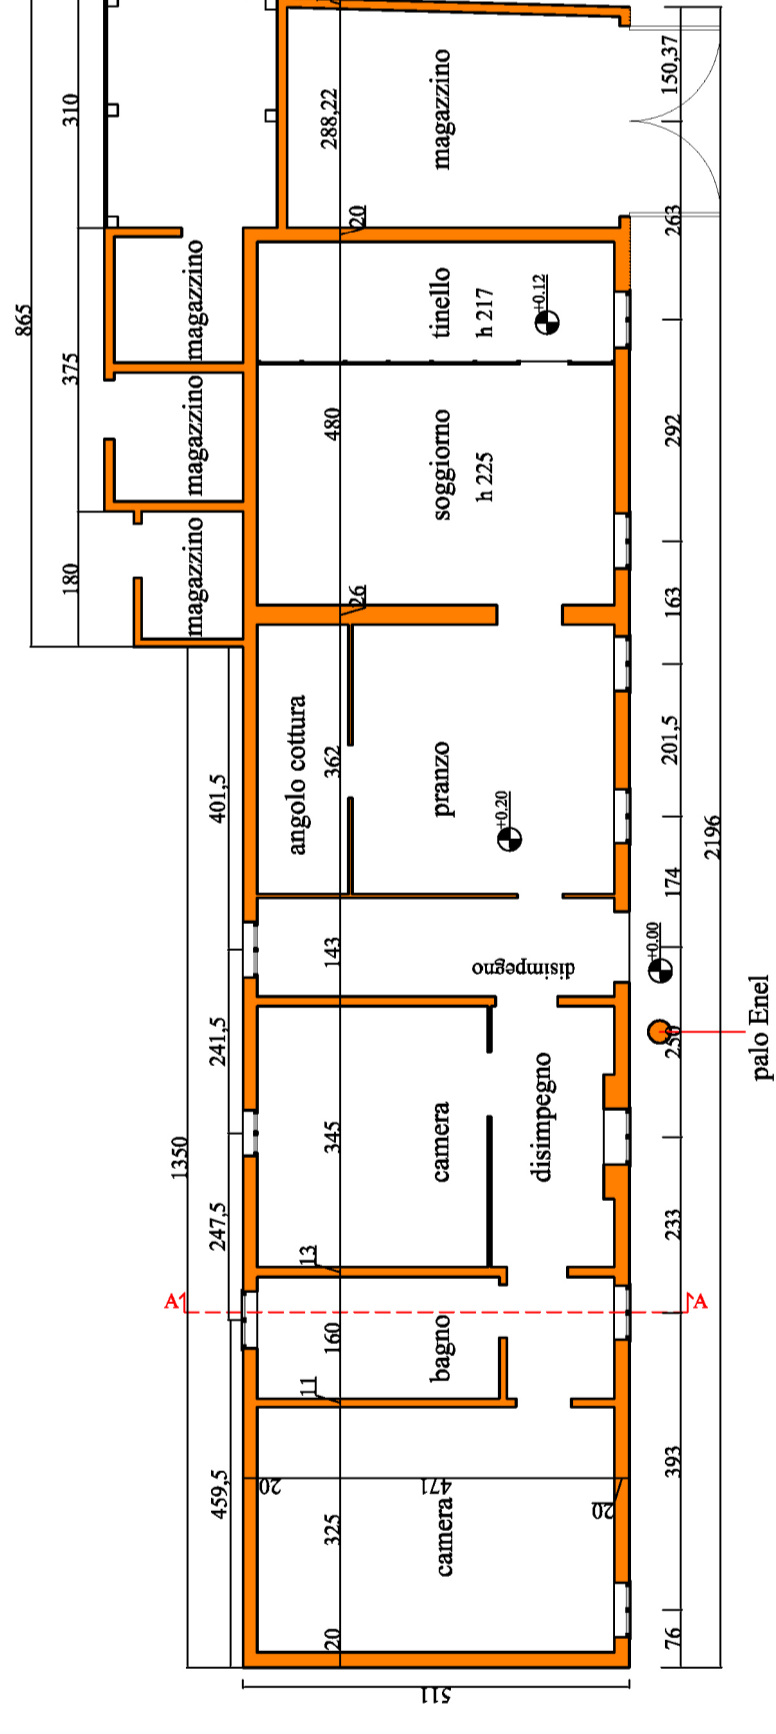 865
310
375
180
magazzino
magazzino
magazzino
magazzino
288,22
20
tinello
h 217
+0.12
soggiorno
h 225
480
26
angolo cottura
362
pranzo
+0.20
143
disimpegno
+0.00
palo Enel
camera
345
disimpegno
13
bagno
160
11
camera
325
20
20
471
20
511
1350
401,5
241,5
247,5
459,5
A
A
150,37
263
292
163
201,5
174
250
233
393
76
2196